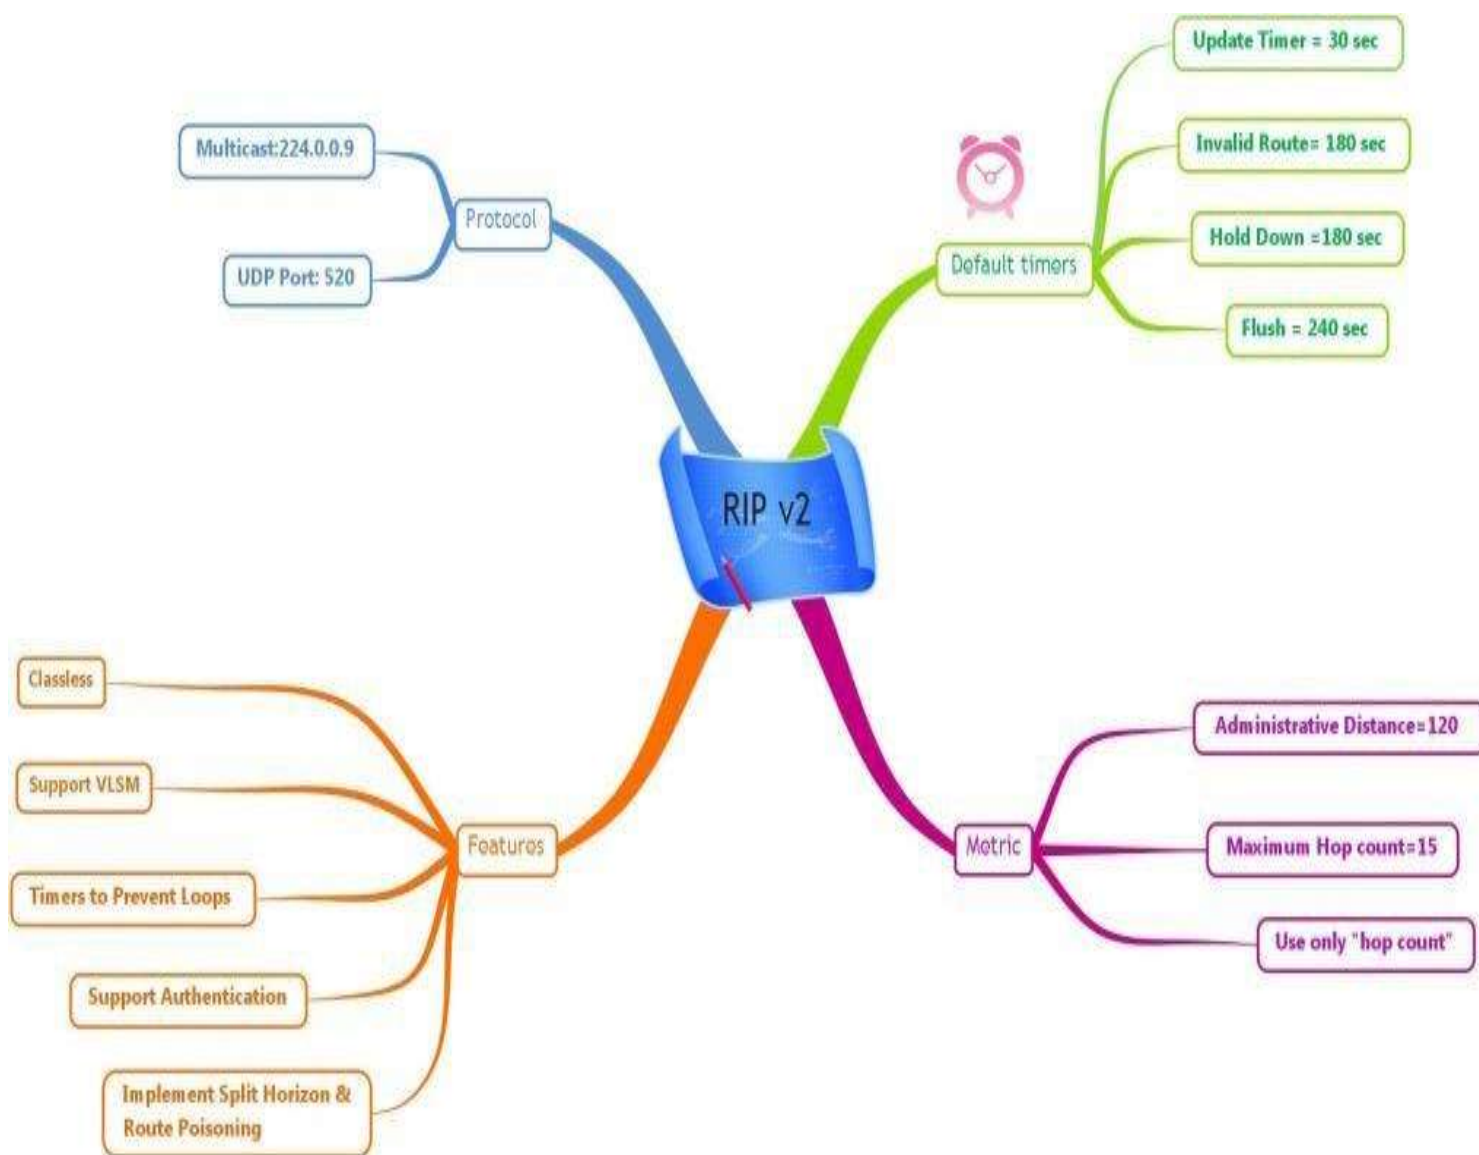 RIP v2
Protocol
Multicast:224.0.0.9
UDP Port: 520
Default timers
Update Timer = 30 sec
Invalid Route= 180 sec
Hold Down =180 sec
Flush = 240 sec
Features
Classless
Support VLSM
Timers to Prevent Loops
Support Authentication
Implement Split Horizon &
Route Poisoning
Metric
Administrative Distance=120
Maximum Hop count=15
Use only "hop count"